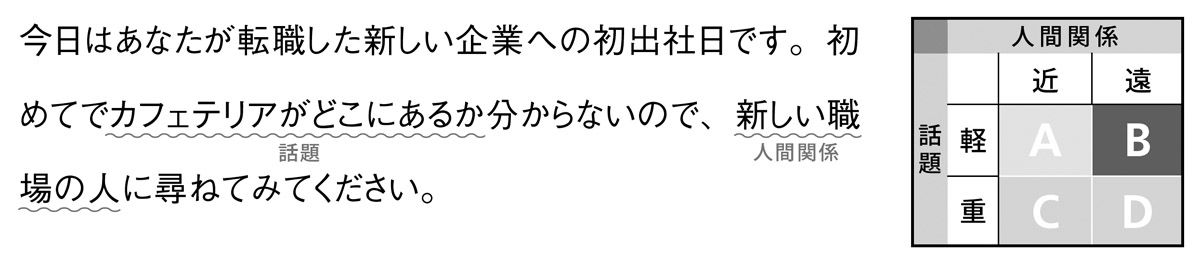 今日はあなたが転職した新しい企業への初出社日です。初
めてでカフェテリアがどこにあるか分からないので、新しい職
話題
人間関係
場の人に尋ねてみてください。
人間関係
近
遠
話題
軽
A
B
重
C
D